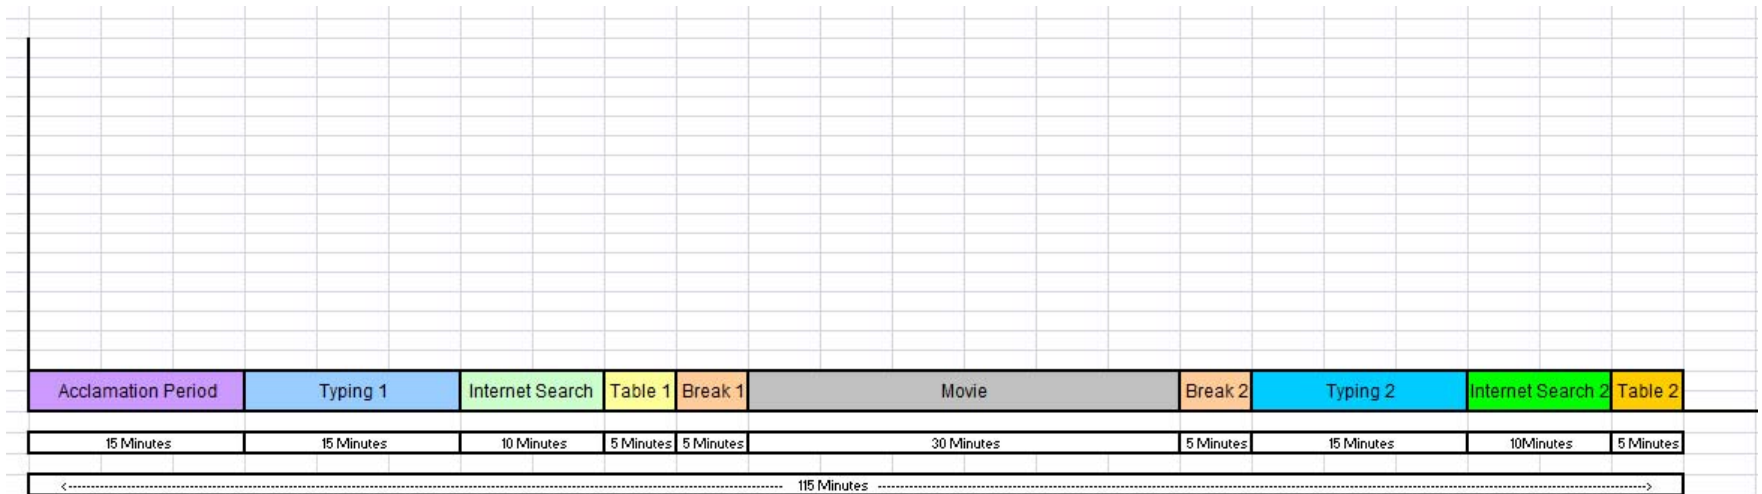 Acclamation Period Typing 1 Internet Search Table 1 Break 1 Movie Break 2 Typing 2 Internet Search 2 Table 2
15 Minutes 15 Minutes 10 Minutes 5 Minutes 5 Minutes 30 Minutes 5 Minutes 15 Minutes 10Minutes 5 Minutes
115 Minutes